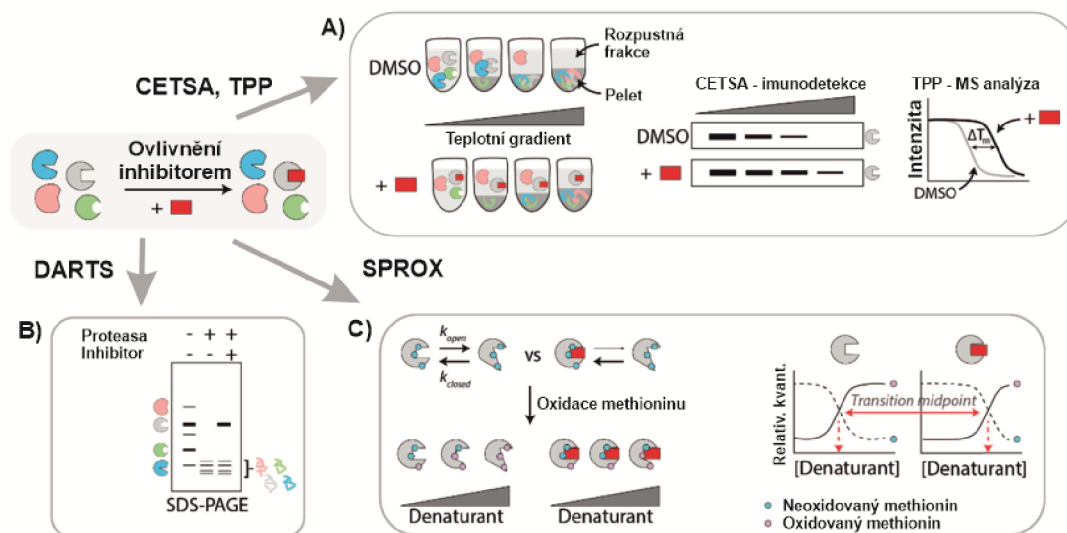 A)
CETSA, TPP
DMSO
Rozpustná
frakce
Pelet
Teplotní gradient
+
CETSA - imunodetekce
DMSO
+
TPP - MS analýza
Intenzita
ΔTm
+
DMSO
Ovlivnění
inhibitorem
+
DARTS
SPROX
B)
Proteasa - + +
Inhibitor - - +
SDS-PAGE
C)
kopen
kclosed
vs
Oxidace methioninu
Denaturant
Denaturant
Relativ. kvant.
Transition midpoint
[Denaturant]
[Denaturant]
Neoxidovaný methionin
Oxidovaný methionin